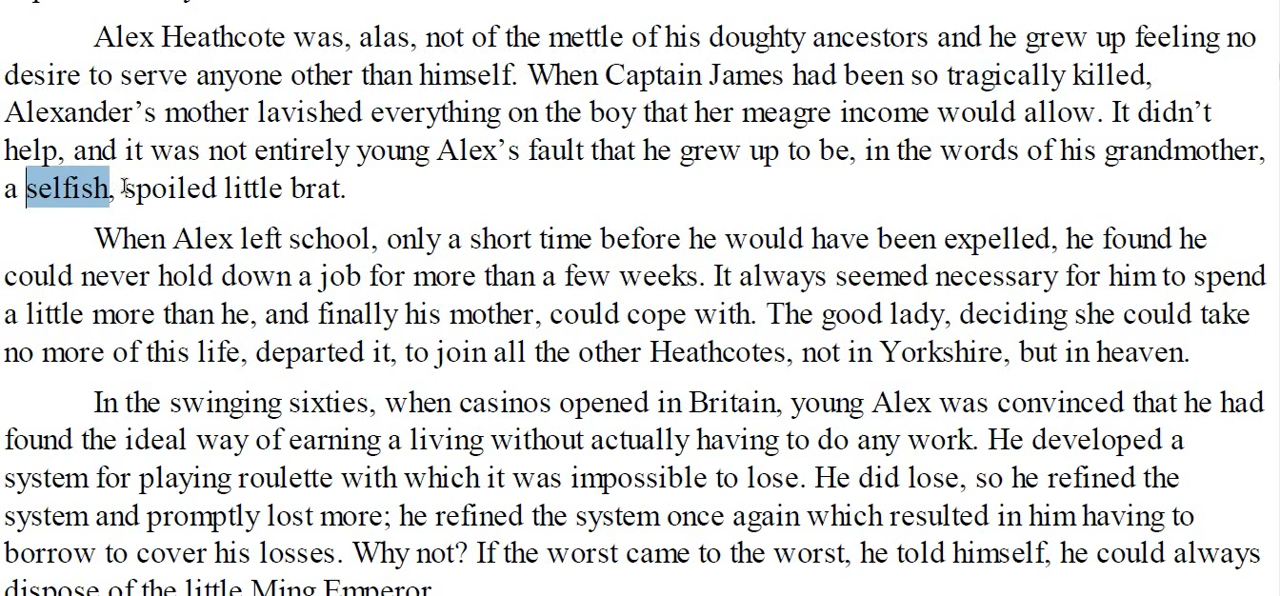 Alex Heathcote was, alas, not of the mettle of his doughty ancestors and he grew up feeling no
desire to serve anyone other than himself. When Captain James had been so tragically killed,
Alexander’s mother lavished everything on the boy that her meagre income would allow. It didn’t
help, and it was not entirely young Alex’s fault that he grew up to be, in the words of his grandmother,
a selfish, spoiled little brat.
When Alex left school, only a short time before he would have been expelled, he found he
could never hold down a job for more than a few weeks. It always seemed necessary for him to spend
a little more than he, and finally his mother, could cope with. The good lady, deciding she could take
no more of this life, departed it, to join all the other Heathcotes, not in Yorkshire, but in heaven.
In the swinging sixties, when casinos opened in Britain, young Alex was convinced that he had
found the ideal way of earning a living without actually having to do any work. He developed a
system for playing roulette with which it was impossible to lose. He did lose, so he refined the
system and promptly lost more; he refined the system once again which resulted in him having to
borrow to cover his losses. Why not? If the worst came to the worst, he told himself, he could always
dispose of the little Ming Emperor.